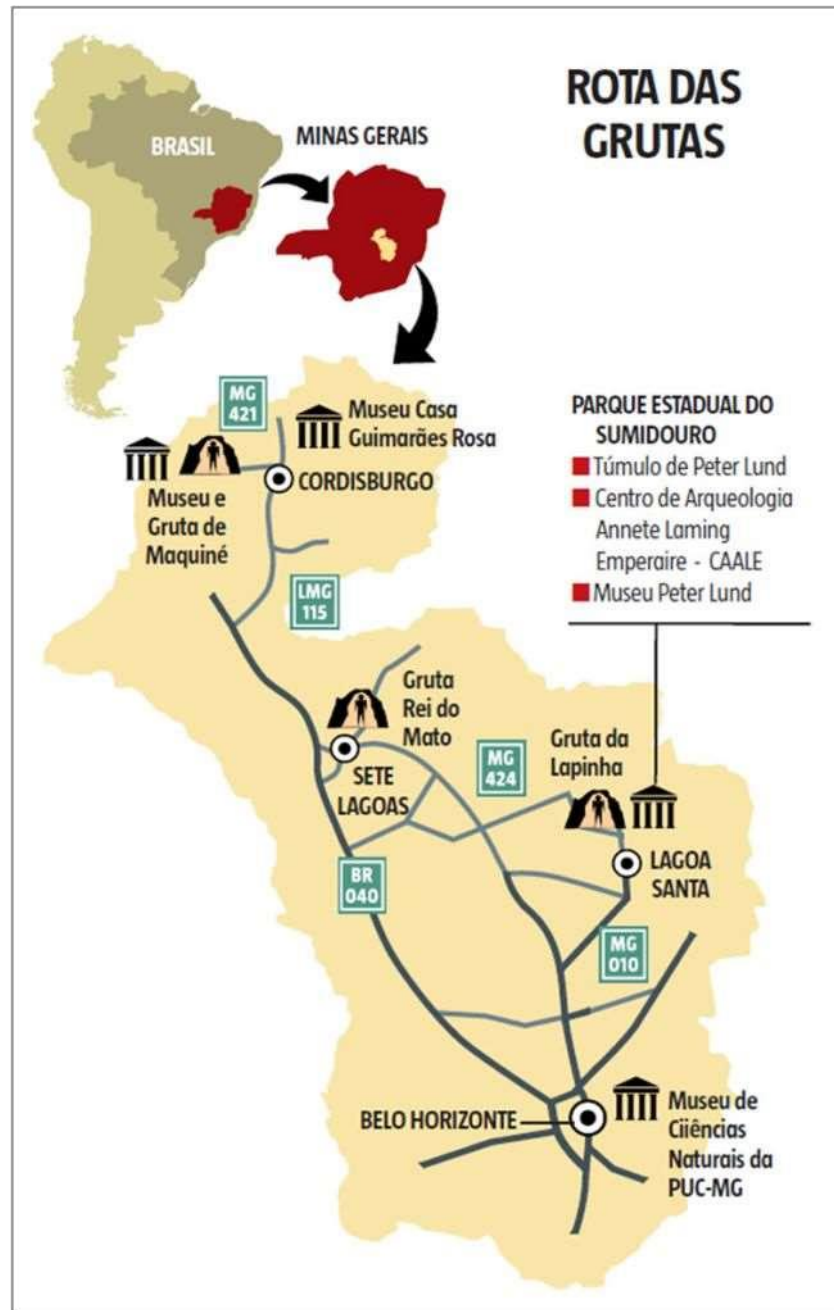 ROTA DAS
GRUTAS
BRASIL
MINAS GERAIS
MG
421
Museu Casa
Guimarães Rosa
CORDISBURGO
Museu e
Gruta de
Maquiné
LMG
115
PARQUE ESTADUAL DO
SUMIDOURO
Túmulo de Peter Lund
Centro de Arqueologia
Annete Laming
Emperaire - CAALE
Museu Peter Lund
Gruta
Rei do
Mato
SETE
LAGOAS
MG
424
Gruta da
Lapinha
LAGOA
SANTA
BR
040
MG
010
BELO HORIZONTE
Museu de
Ciiências
Naturais da
PUC-MG